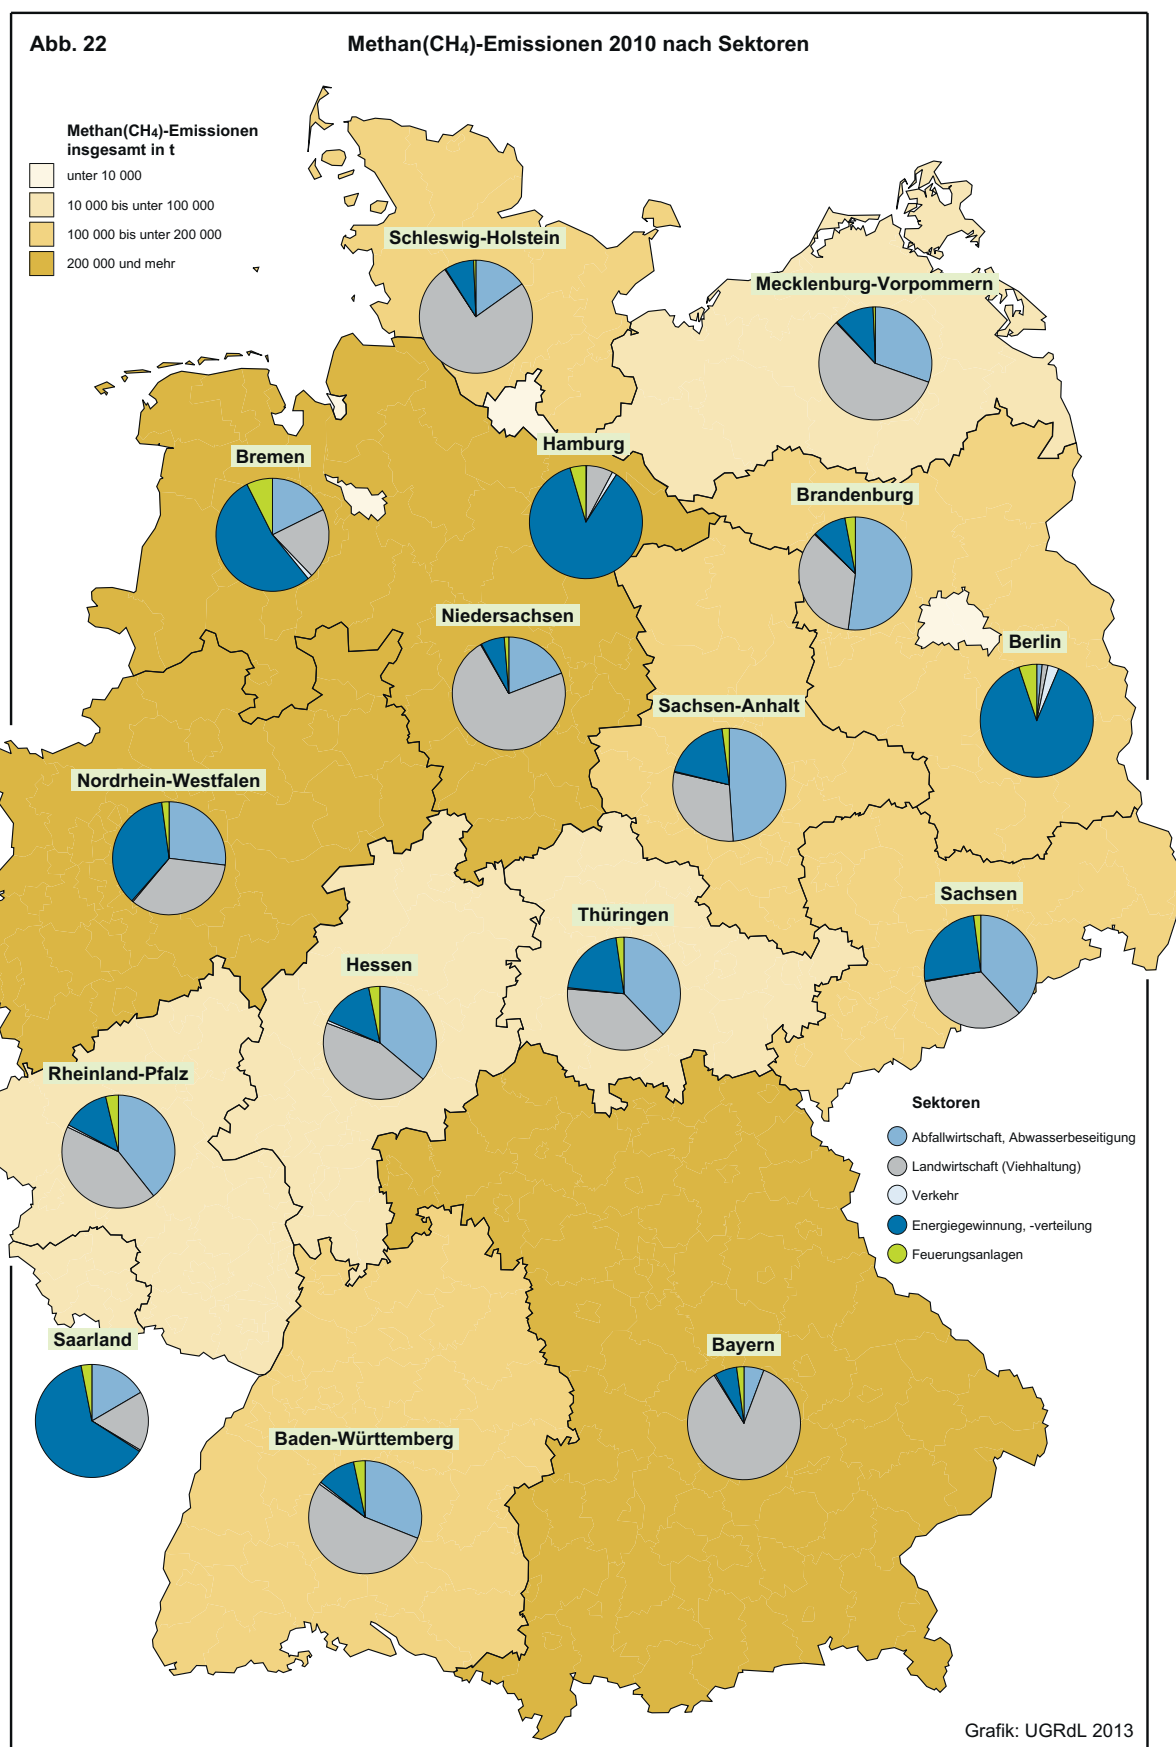 Abb. 22
Methan(CH₄)-Emissionen 2010 nach Sektoren
Methan(CH₄)-Emissionen
insgesamt in t
unter 10 000
10 000 bis unter 100 000
100 000 bis unter 200 000
200 000 und mehr
Schleswig-Holstein
Mecklenburg-Vorpommern
Hamburg
Bremen
Brandenburg
Niedersachsen
Berlin
Sachsen-Anhalt
Nordrhein-Westfalen
Sachsen
Thüringen
Hessen
Rheinland-Pfalz
Sektoren
Abfallwirtschaft, Abwasserbeseitigung
Landwirtschaft (Viehhaltung)
Verkehr
Energiegewinnung, -verteilung
Feuerungsanlagen
Saarland
Bayern
Baden-Württemberg
Grafik: UGRdL 2013